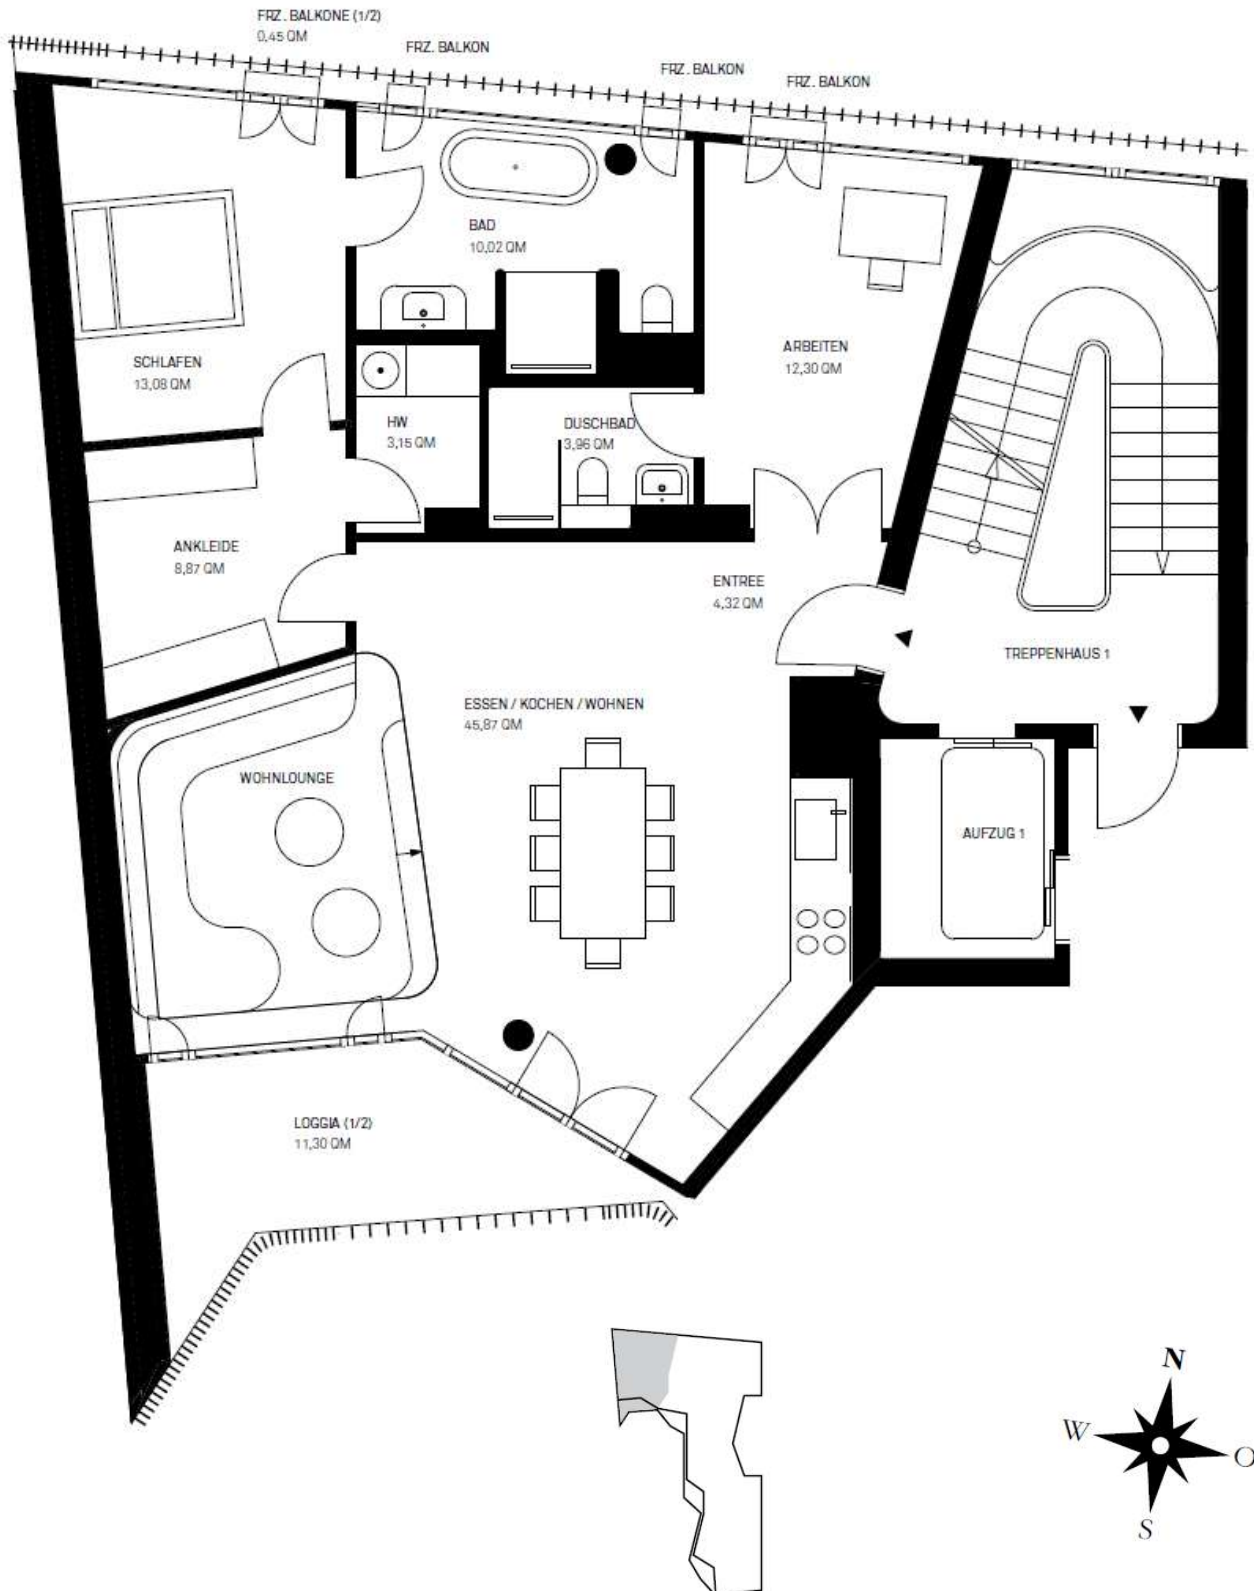 FRZ. BALKONE (1/2)
0,45 QM
FRZ. BALKON
FRZ. BALKON
FRZ. BALKON
BAD
10,02 QM
SCHLAFEN
13,08 QM
ARBEITEN
12,30 QM
HW
3,15 QM
DUSCHBAD
3,96 QM
ANKLEIDE
8,87 QM
ENTREE
4,32 QM
TREPPENHAUS 1
ESSEN / KOCHEN / WOHNEN
45,87 QM
WOHNLOUNGE
AUFZUG 1
LOGGIA (1/2)
11,30 QM
N
W
O
S